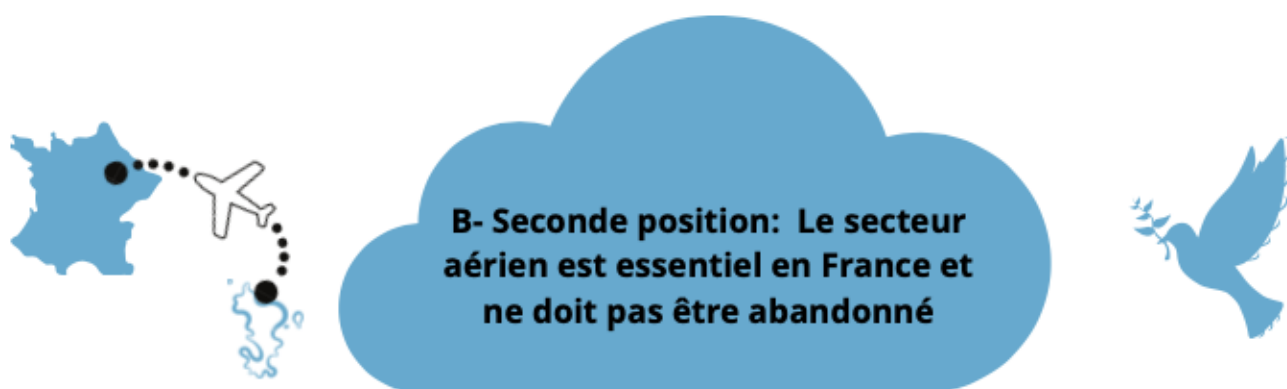 B- Seconde position:  Le secteur
aérien est essentiel en France et
ne doit pas être abandonné